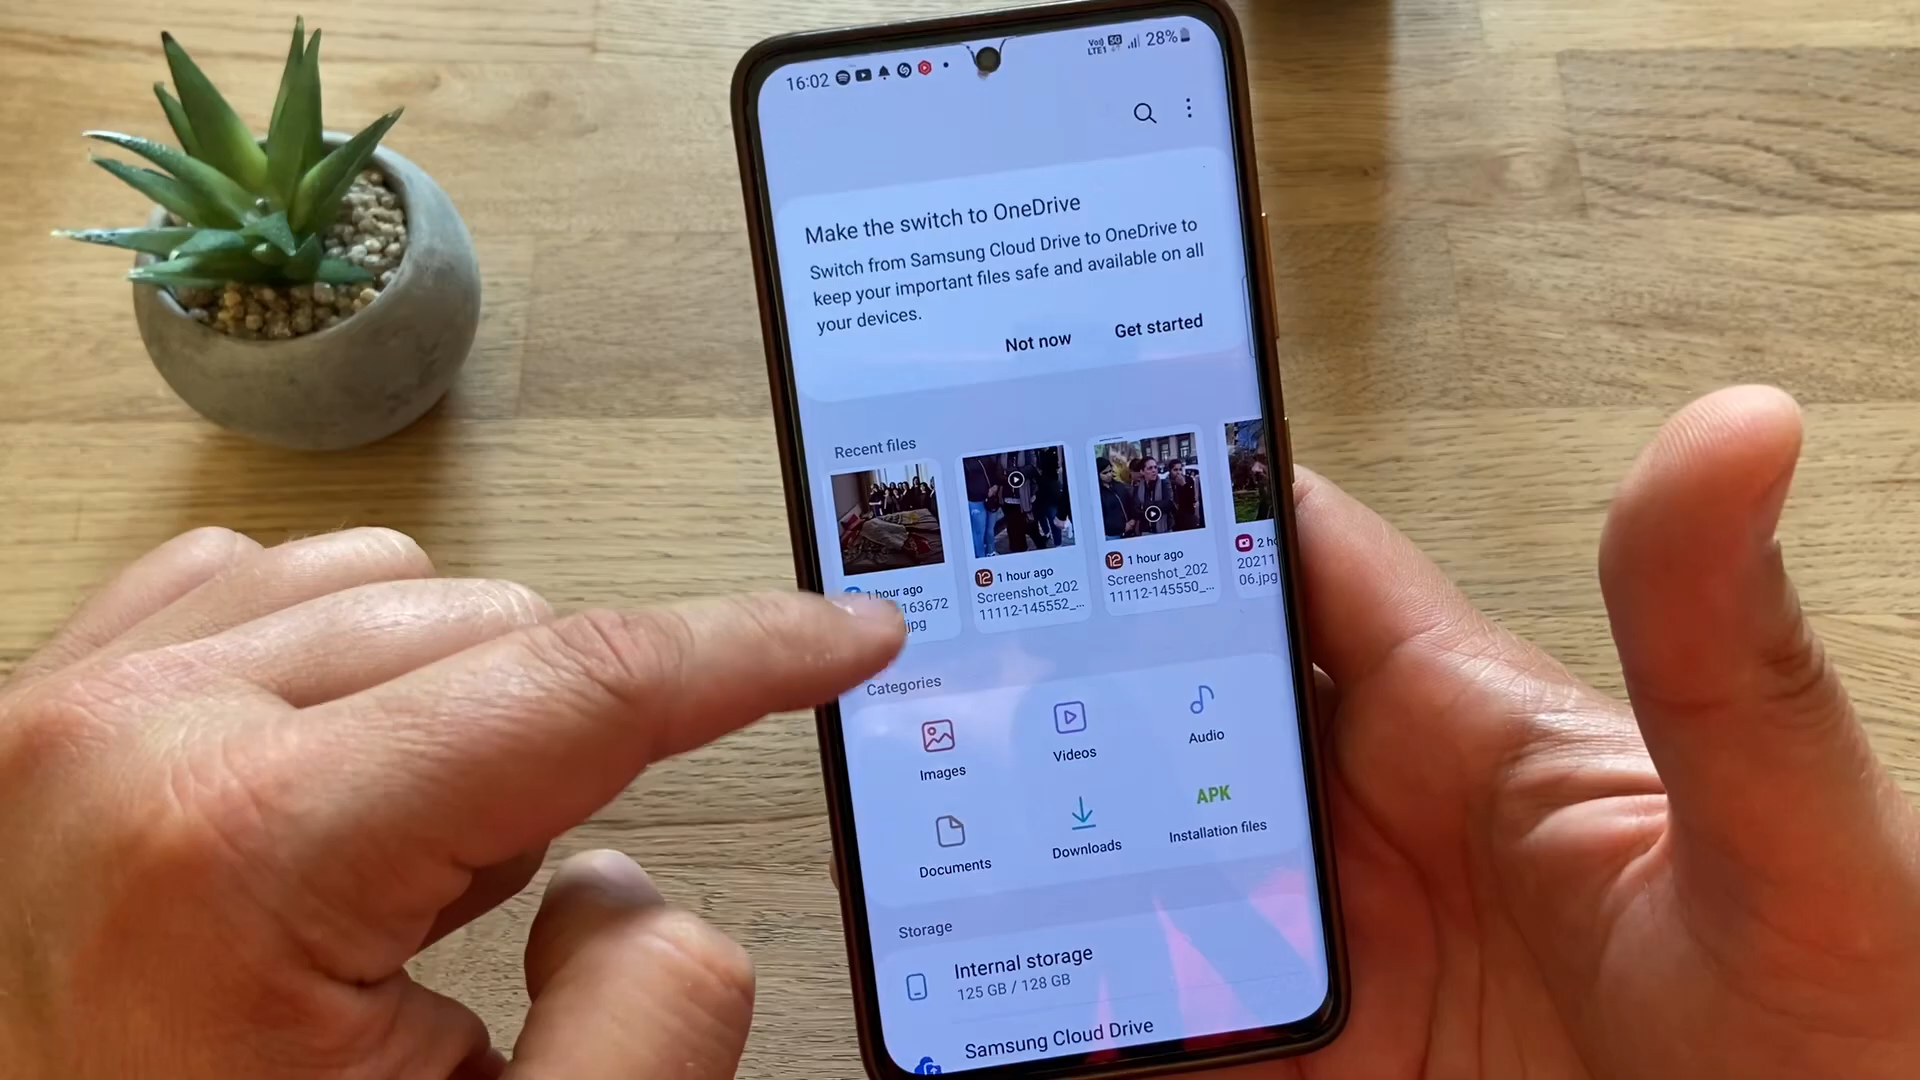 16:02
Vo)) 5G
LTE1
28%
Make the switch to OneDrive
Switch from Samsung Cloud Drive to OneDrive to
keep your important files safe and available on all
your devices.
Not now
Get started
Recent files
1 hour ago
163672
jpg
12 1 hour ago
Screenshot_202
11112-145552_...
12 1 hour ago
Screenshot_202
11112-145550_...
2 ho
20211
06.jpg
Categories
Images
Videos
Audio
Documents
Downloads
APK
Installation files
Storage
Internal storage
125 GB / 128 GB
Samsung Cloud Drive